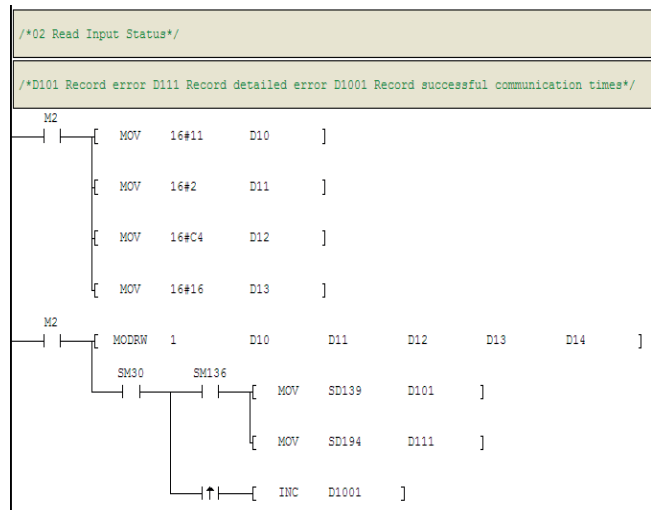 /*02 Read Input Status*/
/*D101 Record error D111 Record detailed error D1001 Record successful communication times*/
M2
[ MOV 16#11 D10 ]
[ MOV 16#2 D11 ]
[ MOV 16#C4 D12 ]
[ MOV 16#16 D13 ]
M2
[ MODRW 1 D10 D11 D12 D13 D14 ]
SM30 SM136
[ MOV SD139 D101 ]
[ MOV SD194 D111 ]
[ INC D1001 ]